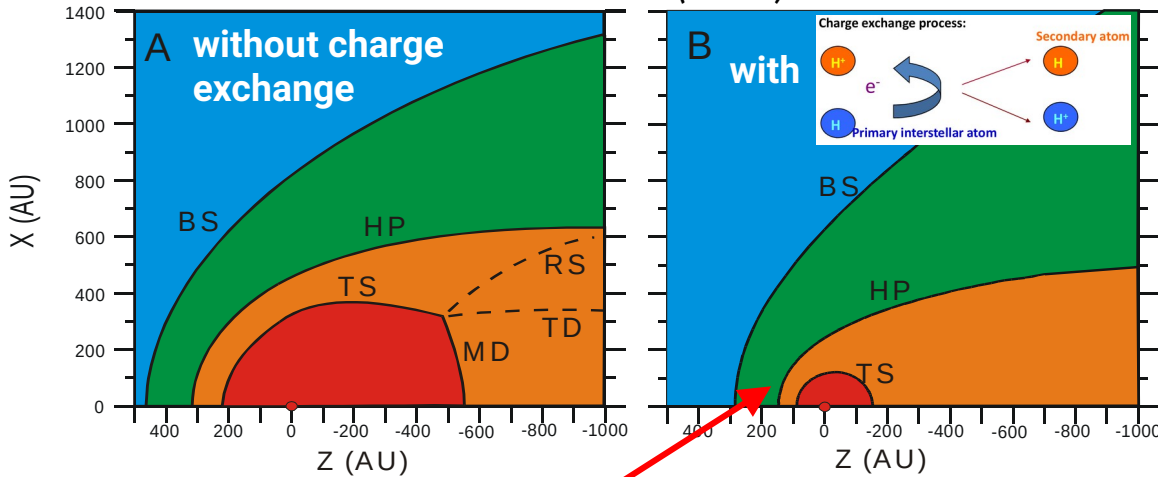 A without charge
exchange
1400
1200
1000
800
600
400
200
0
X (AU)
BS
HP
TS
RS
TD
MD
400 200 0 -200 -400 -600 -800 -1000
Z (AU)
B with
Charge exchange process:
Secondary atom
H+
H
e-
H
H+
Primary interstellar atom
BS
HP
TS
400 200 0 -200 -400 -600 -800 -1000
Z (AU)